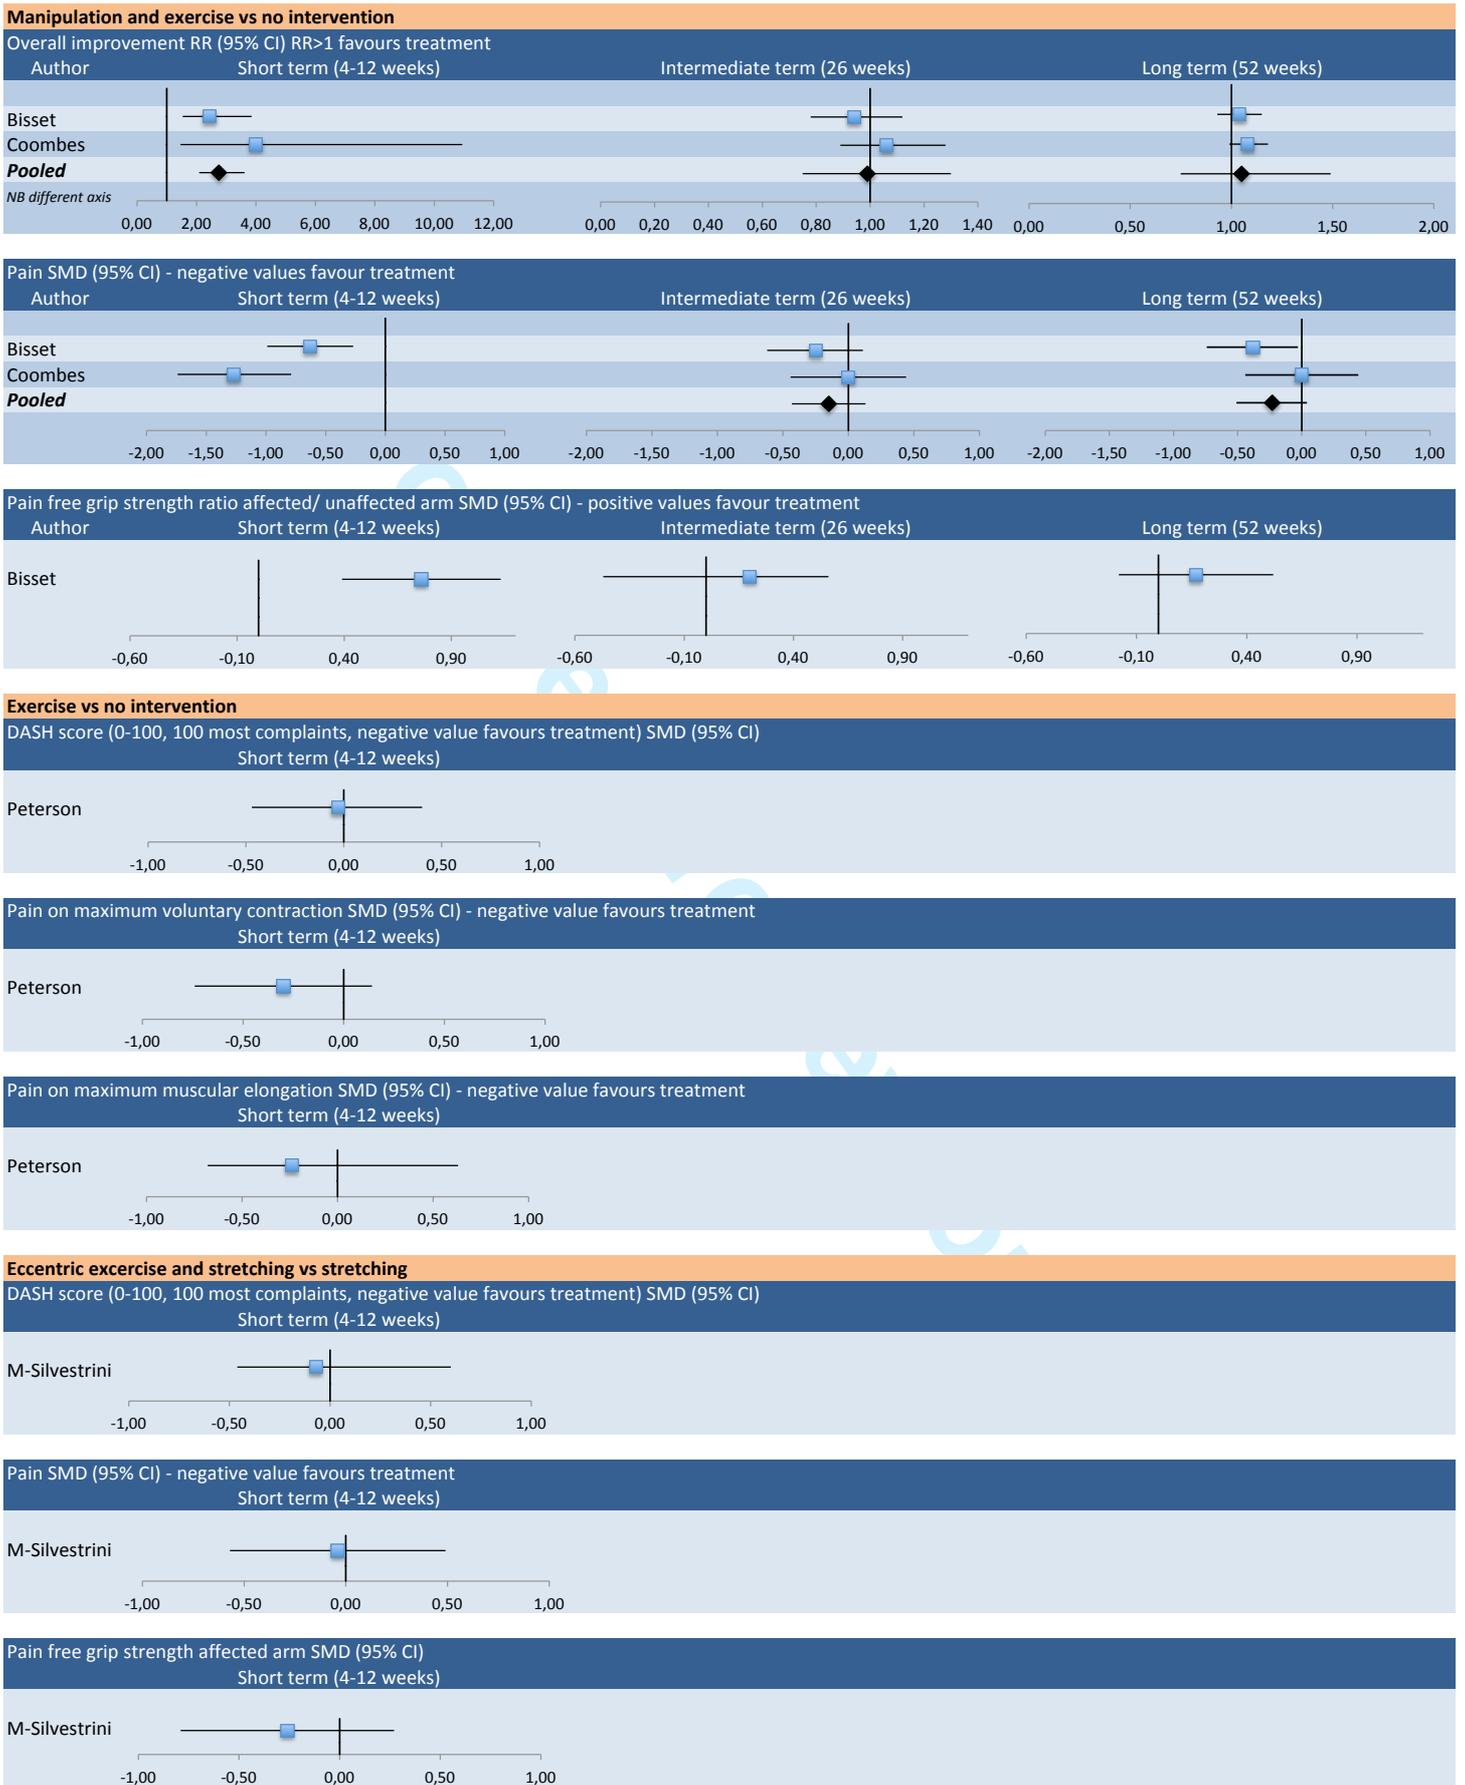 Manipulation and exercise vs no intervention
Overall improvement RR (95% CI) RR>1 favours treatment
Author Short term (4-12 weeks) Intermediate term (26 weeks) Long term (52 weeks)
Bisset
Coombes
Pooled
NB different axis
0,00 2,00 4,00 6,00 8,00 10,00 12,00 0,00 0,20 0,40 0,60 0,80 1,00 1,20 1,40 0,00 0,50 1,00 1,50 2,00
Pain SMD (95% CI) - negative values favour treatment
Author Short term (4-12 weeks) Intermediate term (26 weeks) Long term (52 weeks)
Bisset
Coombes
Pooled
-2,00 -1,50 -1,00 -0,50 0,00 0,50 1,00 -2,00 -1,50 -1,00 -0,50 0,00 0,50 1,00 -2,00 -1,50 -1,00 -0,50 0,00 0,50 1,00
Pain free grip strength ratio affected/ unaffected arm SMD (95% CI) - positive values favour treatment
Author Short term (4-12 weeks) Intermediate term (26 weeks) Long term (52 weeks)
Bisset
-0,60 -0,10 0,40 0,90 -0,60 -0,10 0,40 0,90 -0,60 -0,10 0,40 0,90
Exercise vs no intervention
DASH score (0-100, 100 most complaints, negative value favours treatment) SMD (95% CI)
Short term (4-12 weeks)
Peterson
-1,00 -0,50 0,00 0,50 1,00
Pain on maximum voluntary contraction SMD (95% CI) - negative value favours treatment
Short term (4-12 weeks)
Peterson
-1,00 -0,50 0,00 0,50 1,00
Pain on maximum muscular elongation SMD (95% CI) - negative value favours treatment
Short term (4-12 weeks)
Peterson
-1,00 -0,50 0,00 0,50 1,00
Eccentric excercise and stretching vs stretching
DASH score (0-100, 100 most complaints, negative value favours treatment) SMD (95% CI)
Short term (4-12 weeks)
M-Silvestrini
-1,00 -0,50 0,00 0,50 1,00
Pain SMD (95% CI) - negative value favours treatment
Short term (4-12 weeks)
M-Silvestrini
-1,00 -0,50 0,00 0,50 1,00
Pain free grip strength affected arm SMD (95% CI)
Short term (4-12 weeks)
M-Silvestrini
-1,00 -0,50 0,00 0,50 1,00